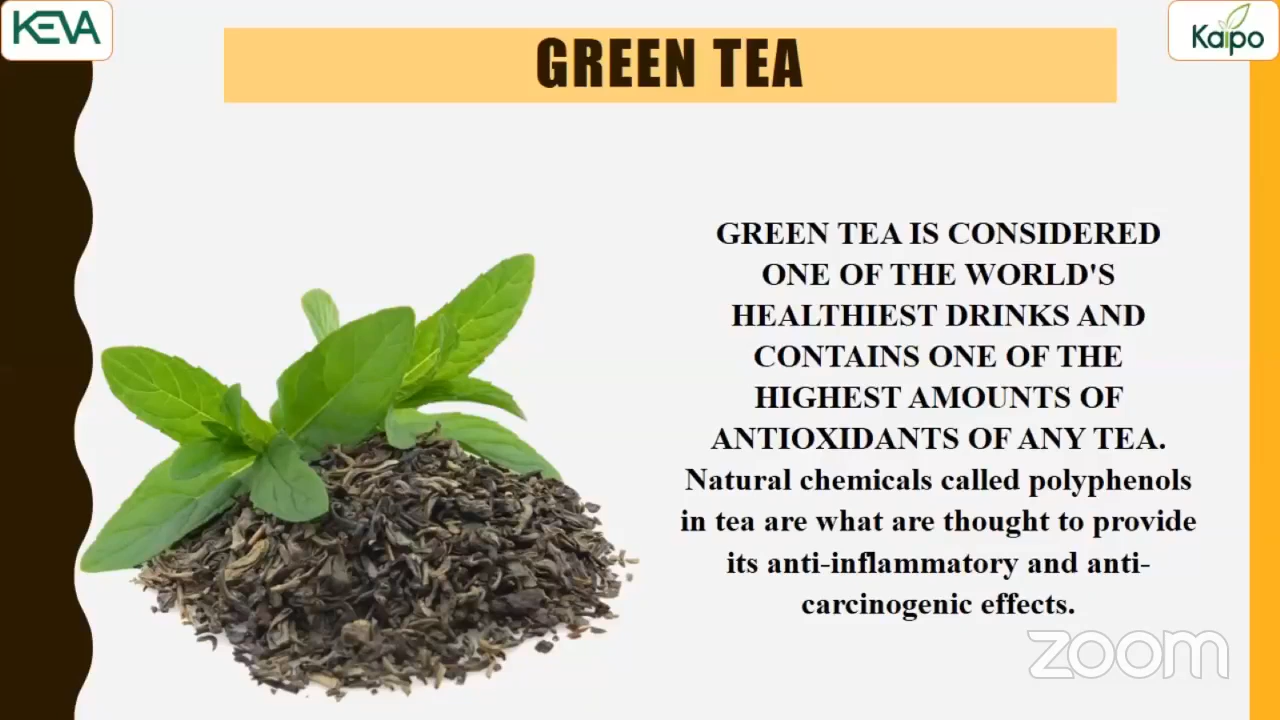 KEVA
Kaipo
GREEN TEA
GREEN TEA IS CONSIDERED
ONE OF THE WORLD'S
HEALTHIEST DRINKS AND
CONTAINS ONE OF THE
HIGHEST AMOUNTS OF
ANTIOXIDANTS OF ANY TEA.
Natural chemicals called polyphenols
in tea are what are thought to provide
its anti-inflammatory and anti-
carcinogenic effects.
zoom